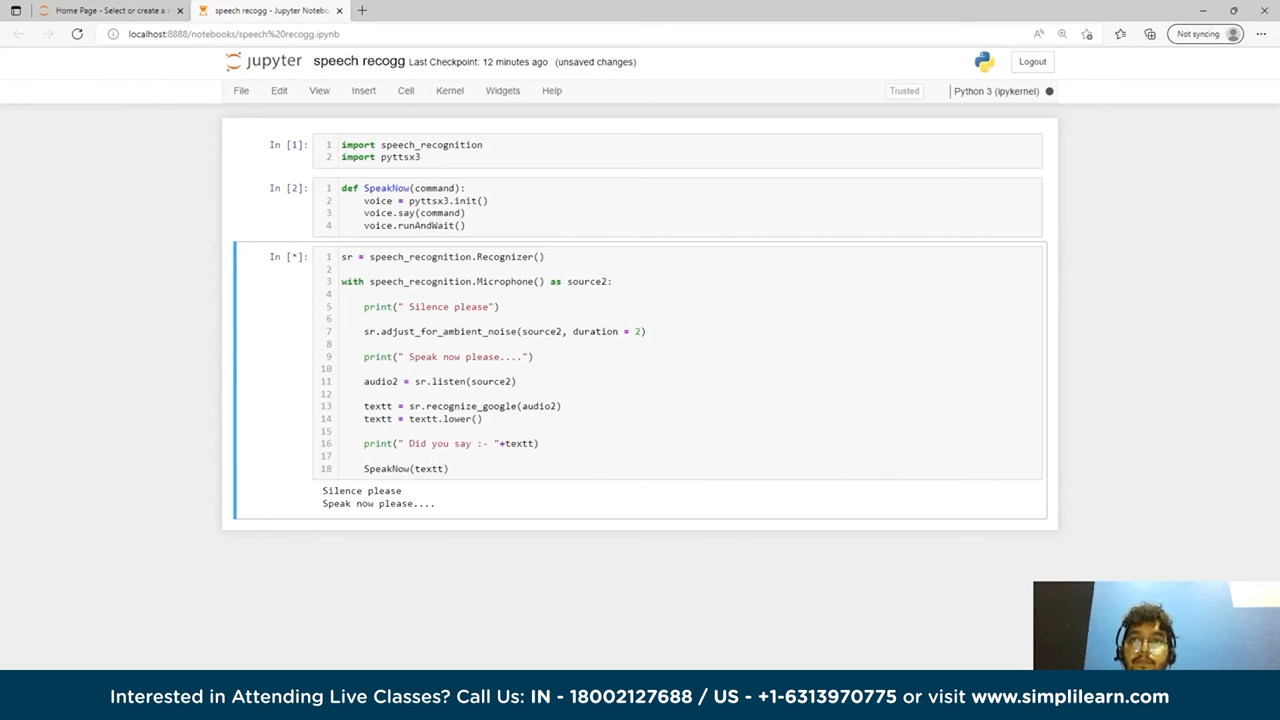 Home Page - Select or create a n
speech recogg - Jupyter Noteboo
localhost:8888/notebooks/speech%20recogg.ipynb
Not syncing
jupyter speech recogg Last Checkpoint: 12 minutes ago (unsaved changes)
Logout
File Edit View Insert Cell Kernel Widgets Help
Trusted
Python 3 (ipykernel)
In [1]:
1 import speech_recognition
2 import pyttsx3
In [2]:
1 def SpeakNow(command):
2 voice = pyttsx3.init()
3 voice.say(command)
4 voice.runAndWait()
In [*]:
1 sr = speech_recognition.Recognizer()
2
3 with speech_recognition.Microphone() as source2:
4
5 print(" Silence please")
6
7 sr.adjust_for_ambient_noise(source2, duration = 2)
8
9 print(" Speak now please....")
10
11 audio2 = sr.listen(source2)
12
13 textt = sr.recognize_google(audio2)
14 textt = textt.lower()
15
16 print(" Did you say :- "+textt)
17
18 SpeakNow(textt)
Silence please
Speak now please....
Interested in Attending Live Classes? Call Us: IN - 18002127688 / US - +1-6313970775 or visit www.simplilearn.com